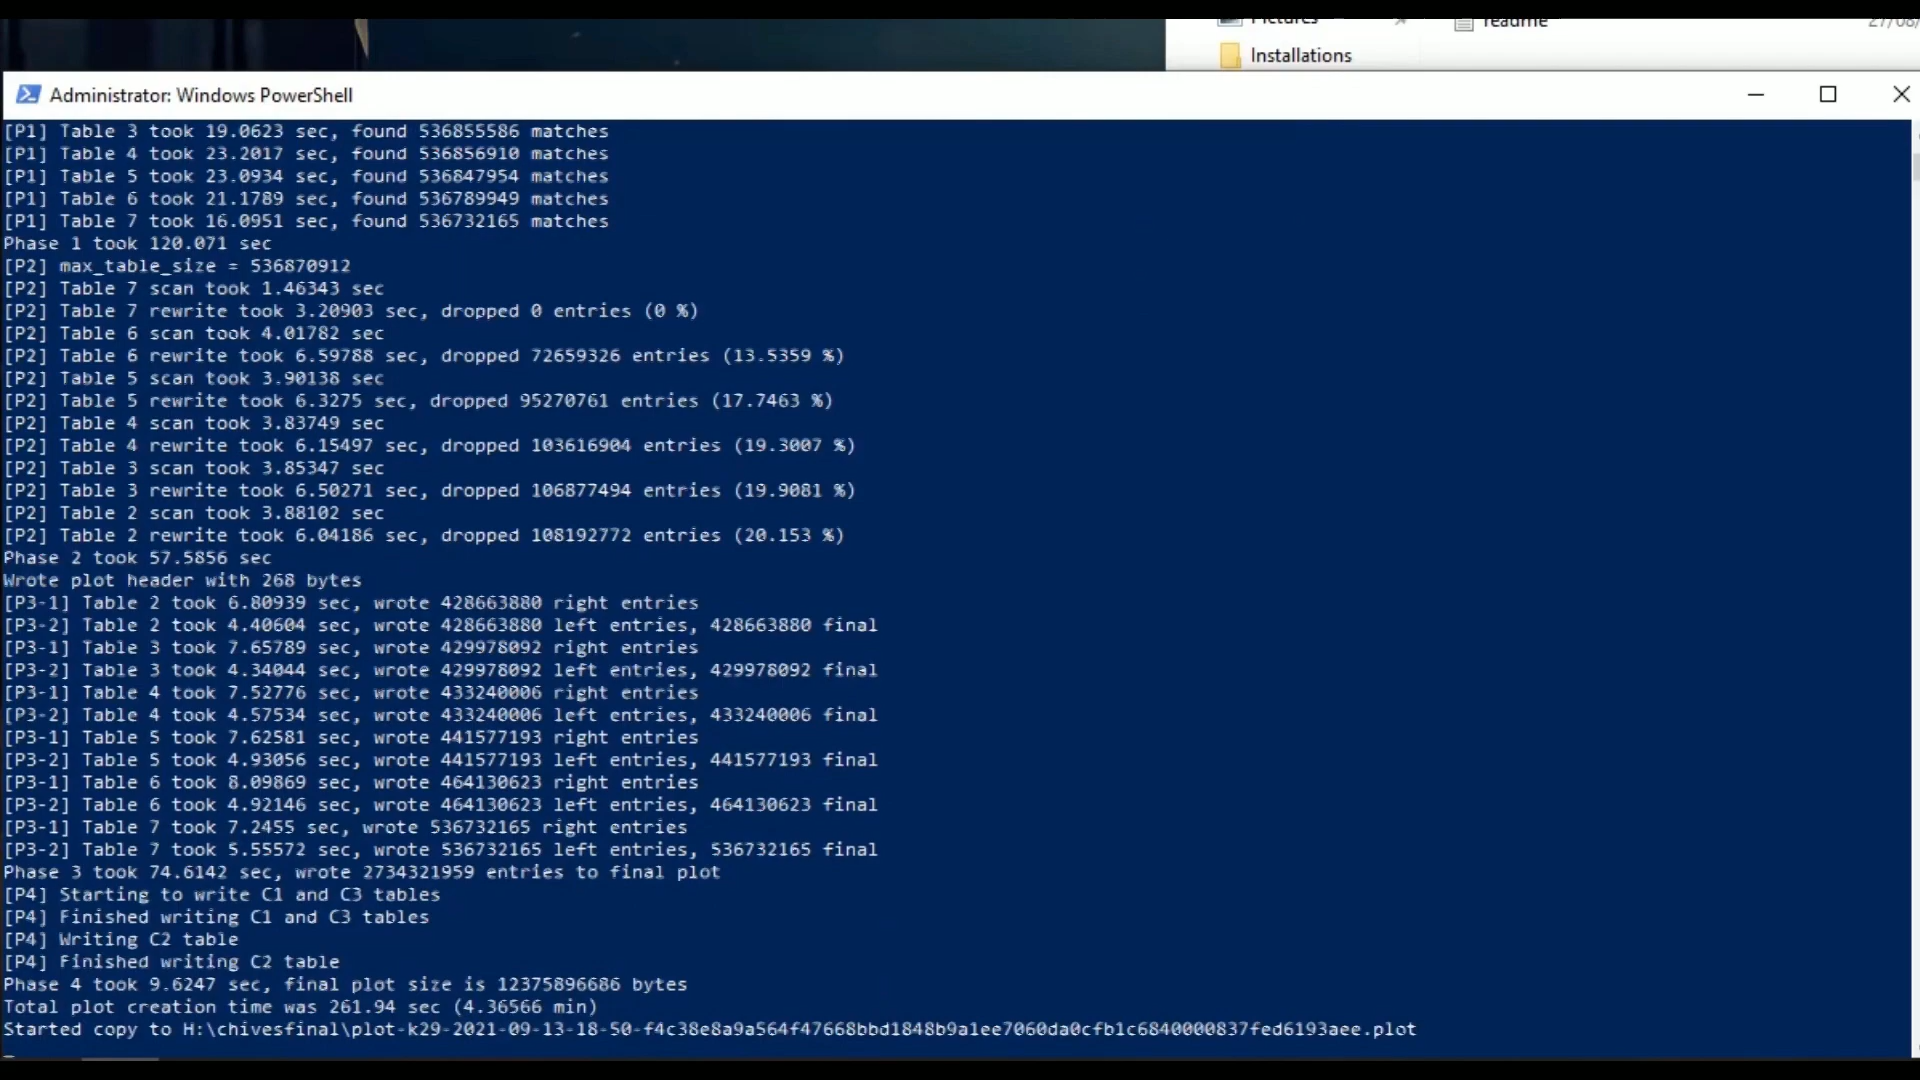 Pictures
readme
27/08/
Installations
Administrator: Windows PowerShell
[P1] Table 3 took 19.0623 sec, found 536855586 matches
[P1] Table 4 took 23.2017 sec, found 536856910 matches
[P1] Table 5 took 23.0934 sec, found 536847954 matches
[P1] Table 6 took 21.1789 sec, found 536789949 matches
[P1] Table 7 took 16.0951 sec, found 536732165 matches
Phase 1 took 120.071 sec
[P2] max_table_size = 536870912
[P2] Table 7 scan took 1.46343 sec
[P2] Table 7 rewrite took 3.20903 sec, dropped 0 entries (0 %)
[P2] Table 6 scan took 4.01782 sec
[P2] Table 6 rewrite took 6.59788 sec, dropped 72659326 entries (13.5359 %)
[P2] Table 5 scan took 3.90138 sec
[P2] Table 5 rewrite took 6.3275 sec, dropped 95270761 entries (17.7463 %)
[P2] Table 4 scan took 3.83749 sec
[P2] Table 4 rewrite took 6.15497 sec, dropped 103616904 entries (19.3007 %)
[P2] Table 3 scan took 3.85347 sec
[P2] Table 3 rewrite took 6.50271 sec, dropped 106877494 entries (19.9081 %)
[P2] Table 2 scan took 3.88102 sec
[P2] Table 2 rewrite took 6.04186 sec, dropped 108192772 entries (20.153 %)
Phase 2 took 57.5856 sec
Wrote plot header with 268 bytes
[P3-1] Table 2 took 6.80939 sec, wrote 428663880 right entries
[P3-2] Table 2 took 4.40604 sec, wrote 428663880 left entries, 428663880 final
[P3-1] Table 3 took 7.65789 sec, wrote 429978092 right entries
[P3-2] Table 3 took 4.34044 sec, wrote 429978092 left entries, 429978092 final
[P3-1] Table 4 took 7.52776 sec, wrote 433240006 right entries
[P3-2] Table 4 took 4.57534 sec, wrote 433240006 left entries, 433240006 final
[P3-1] Table 5 took 7.62581 sec, wrote 441577193 right entries
[P3-2] Table 5 took 4.93056 sec, wrote 441577193 left entries, 441577193 final
[P3-1] Table 6 took 8.09869 sec, wrote 464130623 right entries
[P3-2] Table 6 took 4.92146 sec, wrote 464130623 left entries, 464130623 final
[P3-1] Table 7 took 7.2455 sec, wrote 536732165 right entries
[P3-2] Table 7 took 5.55572 sec, wrote 536732165 left entries, 536732165 final
Phase 3 took 74.6142 sec, wrote 2734321959 entries to final plot
[P4] Starting to write C1 and C3 tables
[P4] Finished writing C1 and C3 tables
[P4] Writing C2 table
[P4] Finished writing C2 table
Phase 4 took 9.6247 sec, final plot size is 12375896686 bytes
Total plot creation time was 261.94 sec (4.36566 min)
Started copy to H:\chivesfinal\plot-k29-2021-09-13-18-50-f4c38e8a9a564f47668bbd1848b9a1ee7060da0cfb1c6840000837fed6193aee.plot